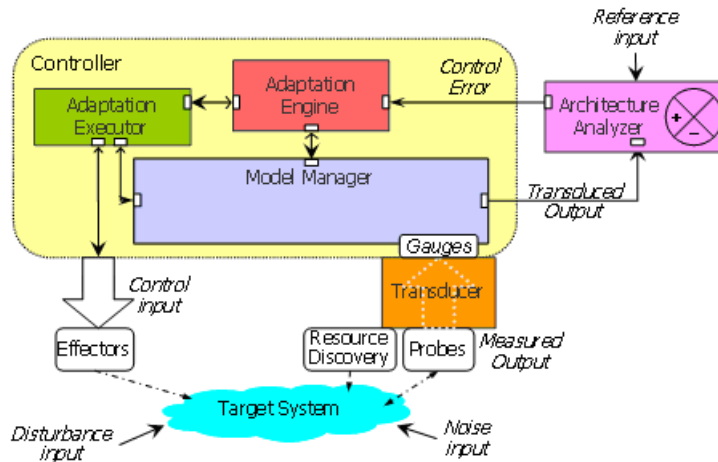 Reference
input
Controller
Adaptation
Engine
Control
Error
Adaptation
Executor
Architecture
Analyzer
+
−
Model Manager
Transduced
Output
Gauges
Control
input
Transducer
Effectors
Resource
Discovery
Probes
Measured
Output
Target System
Disturbance
input
Noise
input